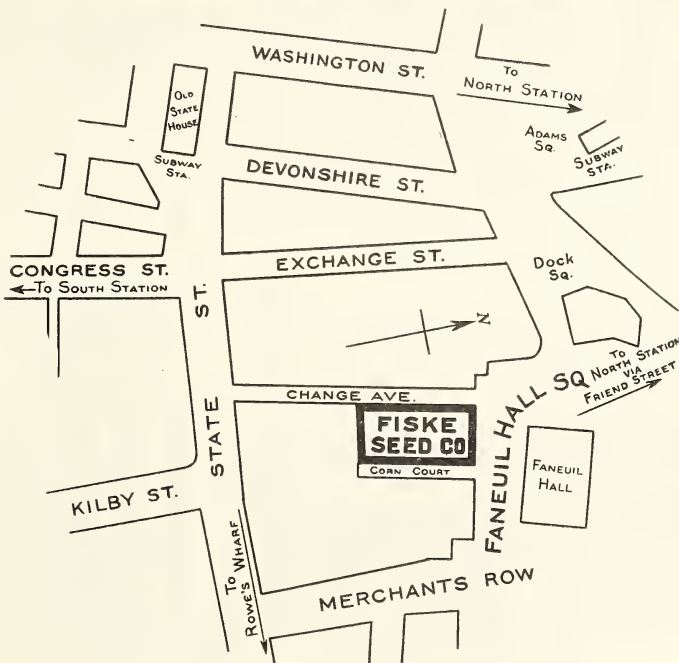 WASHINGTON ST.
TO
NORTH STATION
OLD
STATE
HOUSE
SUBWAY
STA.
ADAMS
SQ.
SUBWAY
STA.
DEVONSHIRE ST.
EXCHANGE ST.
DOCK
SQ.
CONGRESS ST.
TO SOUTH STATION
N
TO
NORTH STATION
VIA
FRIEND STREET
CHANGE AVE.
FISKE
SEED CO
CORN COURT
STATE ST.
FANEUIL HALL SQ
FANEUIL
HALL
KILBY ST.
TO
ROWE'S WHARF
MERCHANTS ROW